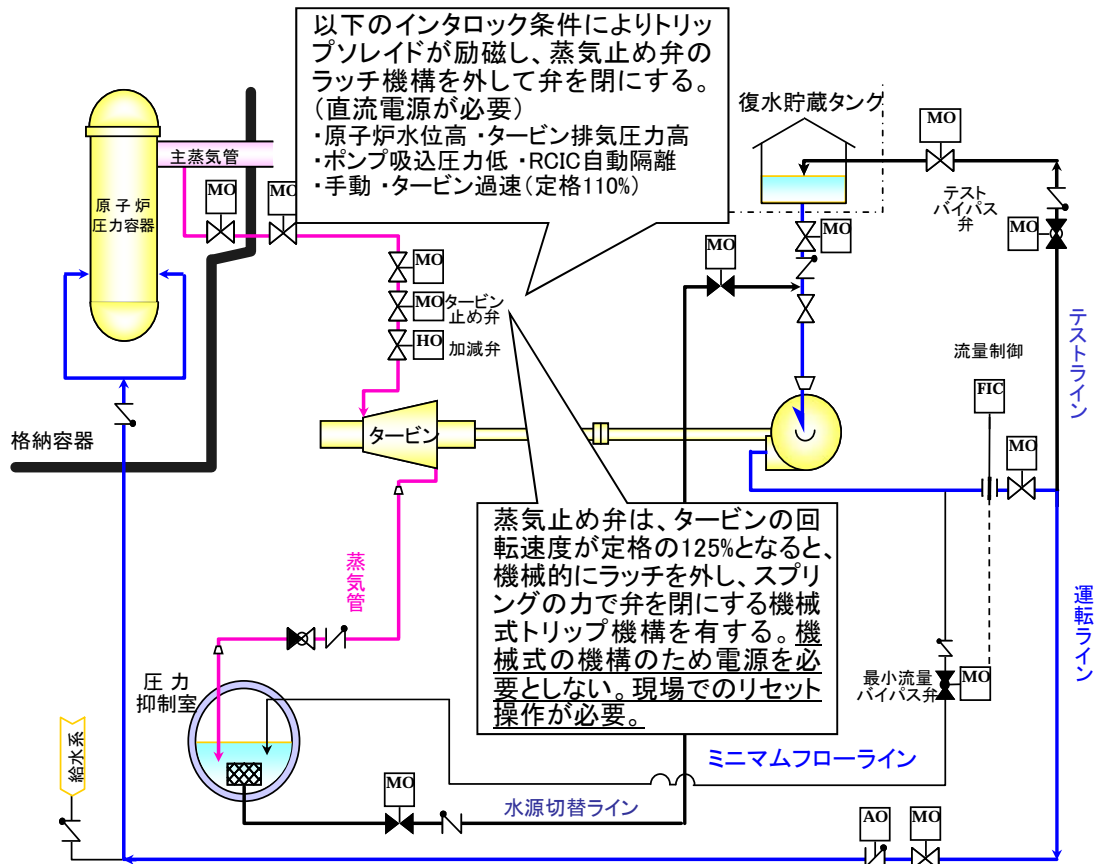 以下のインタロック条件によりトリッ
プソレイドが励磁し、蒸気止め弁の
ラッチ機構を外して弁を閉にする。
(直流電源が必要)
・原子炉水位高 ・タービン排気圧力高
・ポンプ吸込圧力低 ・RCIC自動隔離
・手動 ・タービン過速(定格110%)
復水貯蔵タンク
MO
主蒸気管
MO
MO
原子炉
圧力容器
テスト
バイパス
弁
MO
MO
MO
MO
MO
タービン
止め弁
HO
加減弁
テストライン
流量制御
FIC
格納容器
タービン
MO
蒸気止め弁は、タービンの回
転速度が定格の125%となると、
機械的にラッチを外し、スプリ
ングの力で弁を閉にする機械
式トリップ機構を有する。機
械式の機構のため電源を必
要としない。現場でのリセット
操作が必要。
蒸気管
運転ライン
圧力
抑制室
最小流量
バイパス弁
MO
給水系
ミニマムフローライン
MO
水源切替ライン
AO
MO